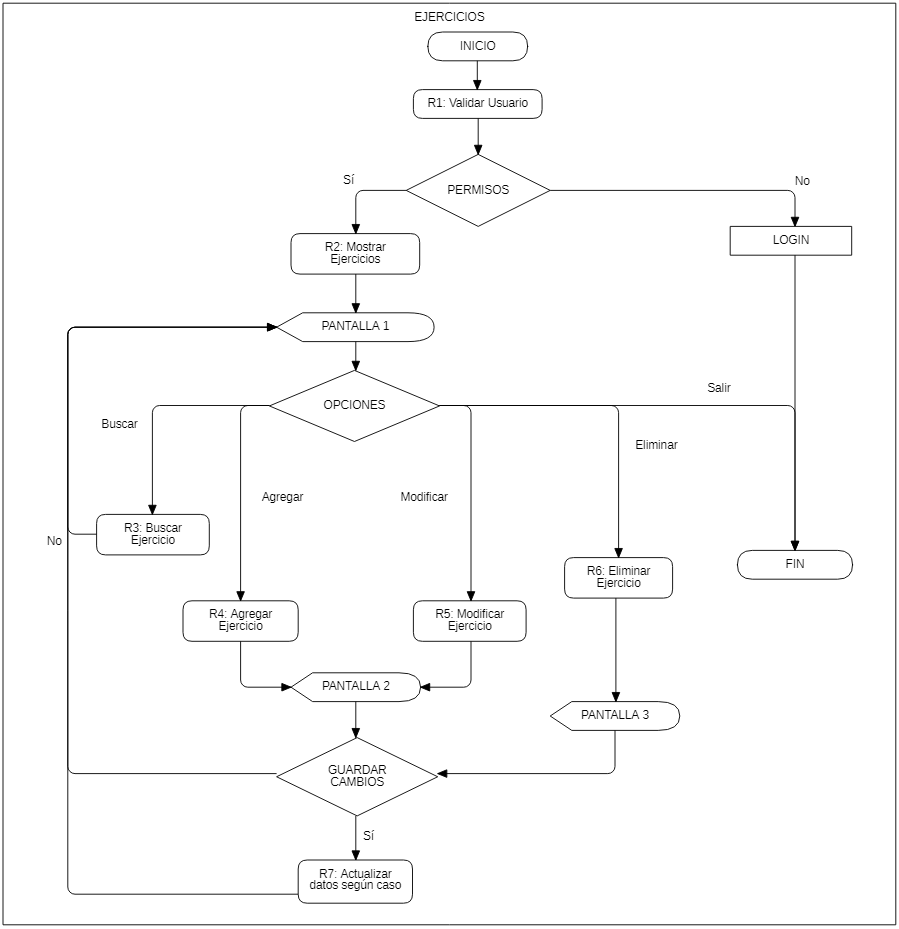 EJERCICIOS
INICIO
R1: Validar Usuario
PERMISOS
Sí
No
R2: Mostrar
Ejercicios
LOGIN
PANTALLA 1
OPCIONES
Salir
Buscar
Eliminar
Agregar
Modificar
R3: Buscar
Ejercicio
No
FIN
R6: Eliminar
Ejercicio
R4: Agregar
Ejercicio
R5: Modificar
Ejercicio
PANTALLA 2
PANTALLA 3
GUARDAR
CAMBIOS
Sí
R7: Actualizar
datos según caso